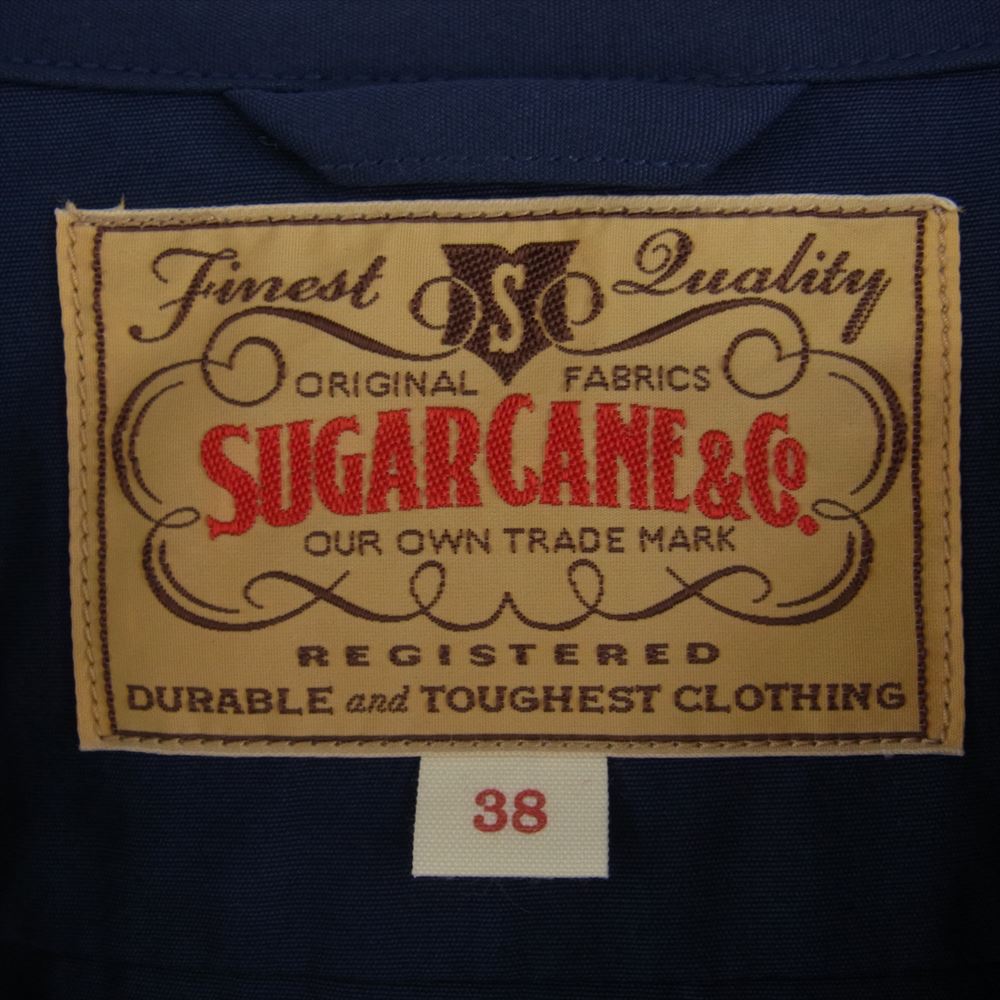 Finest S Quality
ORIGINAL FABRICS
SUGAR CANE & Co.
OUR OWN TRADE MARK
REGISTERED
DURABLE and TOUGHEST CLOTHING
38